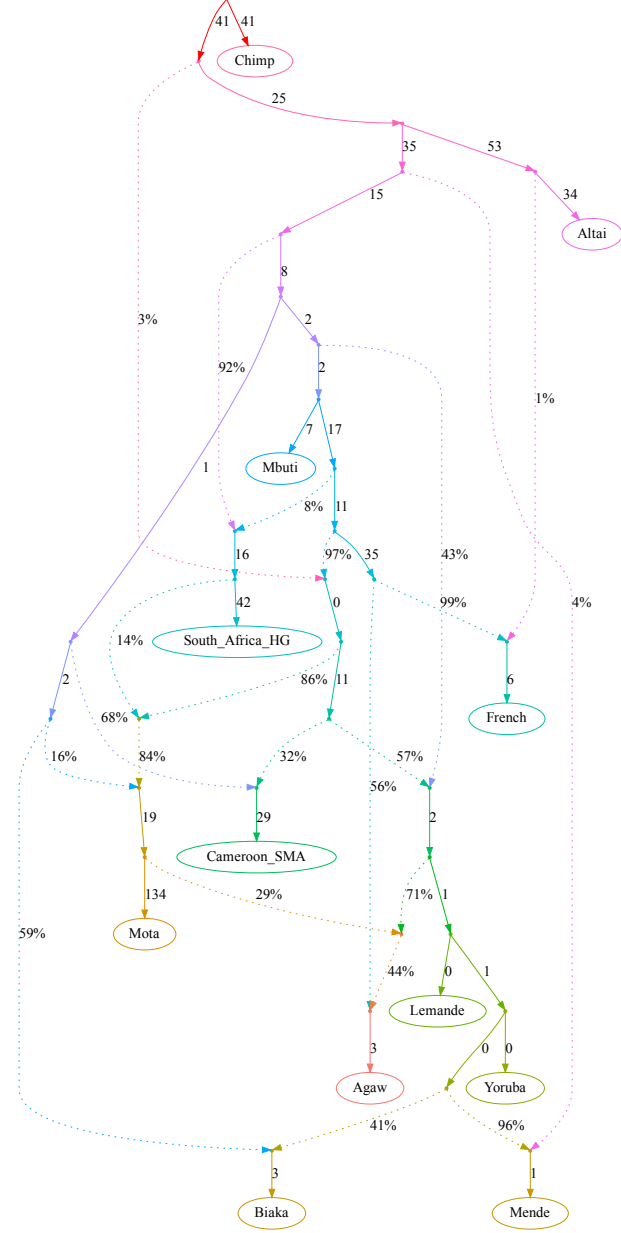 41 41
Chimp
25
35 53
15 34
Altai
8
3%
2
92% 2 1%
7 17
Mbuti
1
8% 11
16 97% 35 43%
42 0 99% 4%
South_Africa_HG
14%
2 86% 11 6
68% French
16% 84% 32% 57%
56%
19 29 2
Cameroon_SMA
134 29% 71% 1
59% Mota
44% 0 1
Lemande
3 0 0
Agaw Yoruba
41% 96%
3 1
Biaka Mende